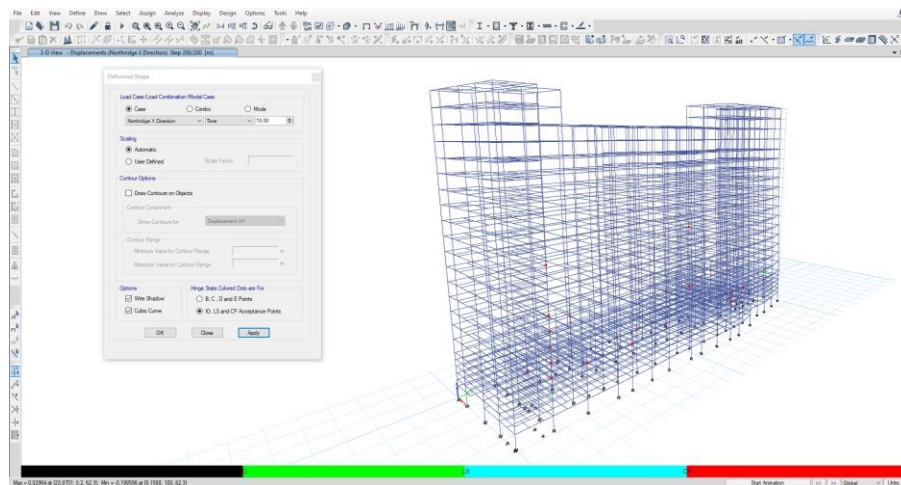 File Edit View Define Draw Select Assign Analyze Display Design Options Tools Help
3-D View - Displacements (Northridge X Direction) Step 200/200 [m]
Deformed Shape
Load Case/Load Combination/Modal Case
Case Combo Mode
Northridge X Direction Time 10.00
Scaling
Automatic
User Defined Scale Factor
Contour Options
Draw Contours on Objects
Contour Component
Show Contours for Displacement
Contour Range
Minimum Value for Contour Range m
Maximum Value for Contour Range m
Options Hinge State Colored Dots are For
Wire Shadow B, C, D and E Points
Cubic Curve IO, LS and CP Acceptance Points
OK Close Apply
LS CP
Start Animation << >> Global Units